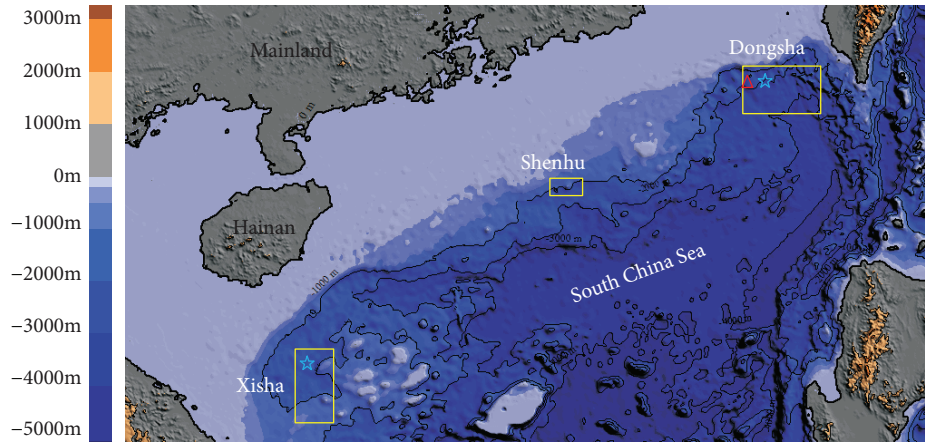 3000m
2000m
1000m
0m
−1000m
−2000m
−3000m
−4000m
−5000m
Mainland
Dongsha
Shenhu
Hainan
-3000 m
South China Sea
-1000 m
Xisha